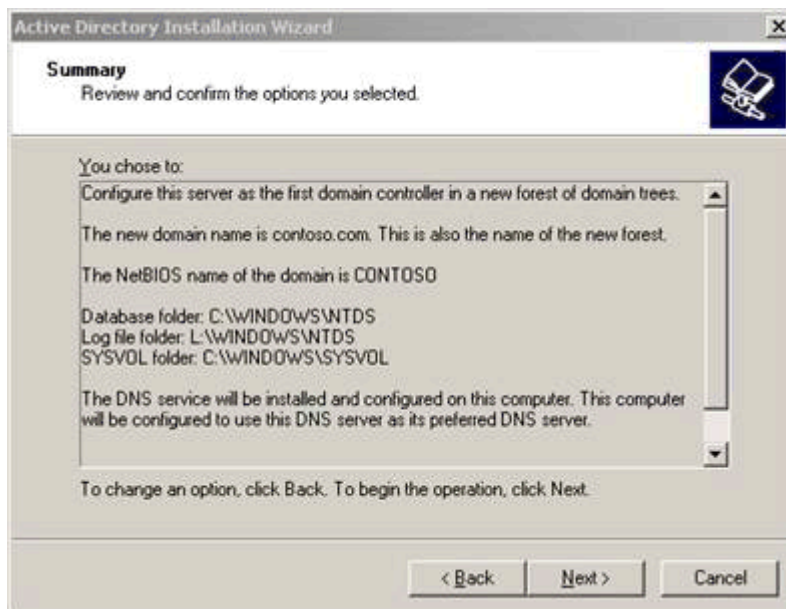 Active Directory Installation Wizard
Summary
Review and confirm the options you selected.
You chose to:
Configure this server as the first domain controller in a new forest of domain trees.
The new domain name is contoso.com. This is also the name of the new forest.
The NetBIOS name of the domain is CONTOSO
Database folder: C:\WINDOWS\NTDS
Log file folder: L:\WINDOWS\NTDS
SYSVOL folder: C:\WINDOWS\SYSVOL
The DNS service will be installed and configured on this computer. This computer
will be configured to use this DNS server as its preferred DNS server.
To change an option, click Back. To begin the operation, click Next.
< Back Next > Cancel